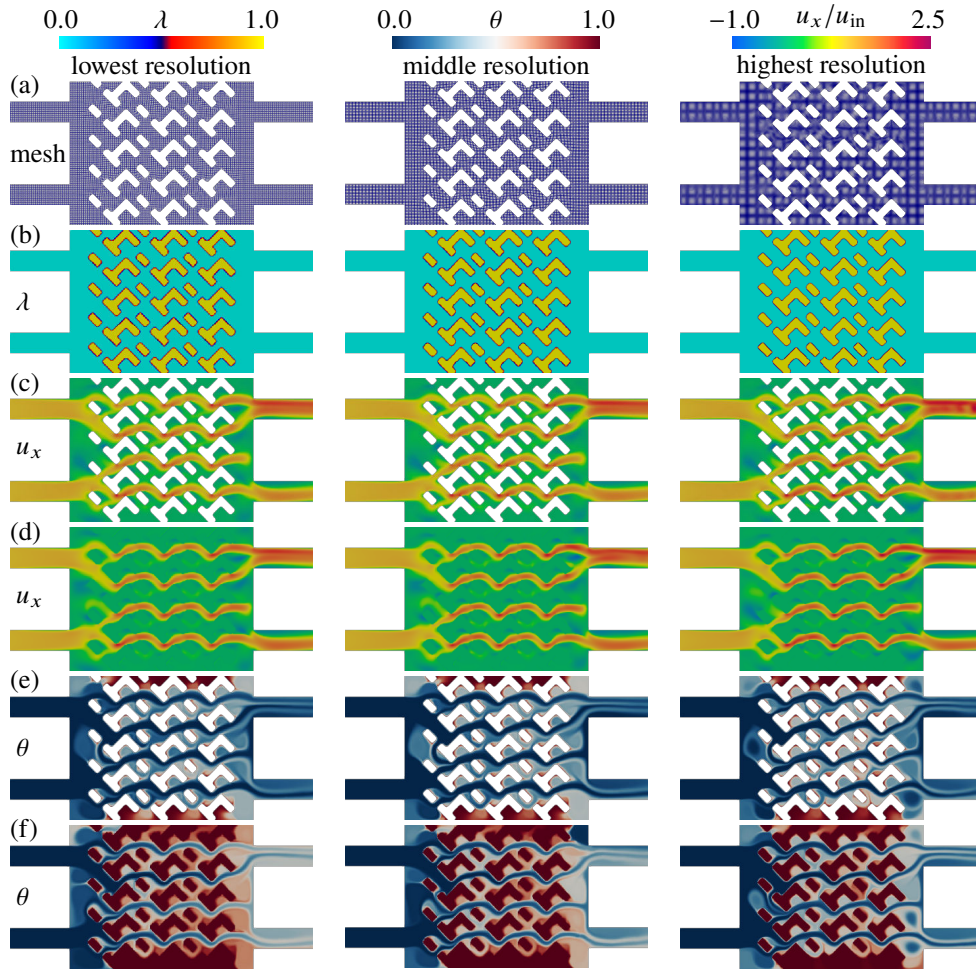 0.0 λ 1.0
0.0 θ 1.0
−1.0 u_x/u_in 2.5
lowest resolution
middle resolution
highest resolution
(a)
mesh
(b)
λ
(c)
u_x
(d)
u_x
(e)
θ
(f)
θ